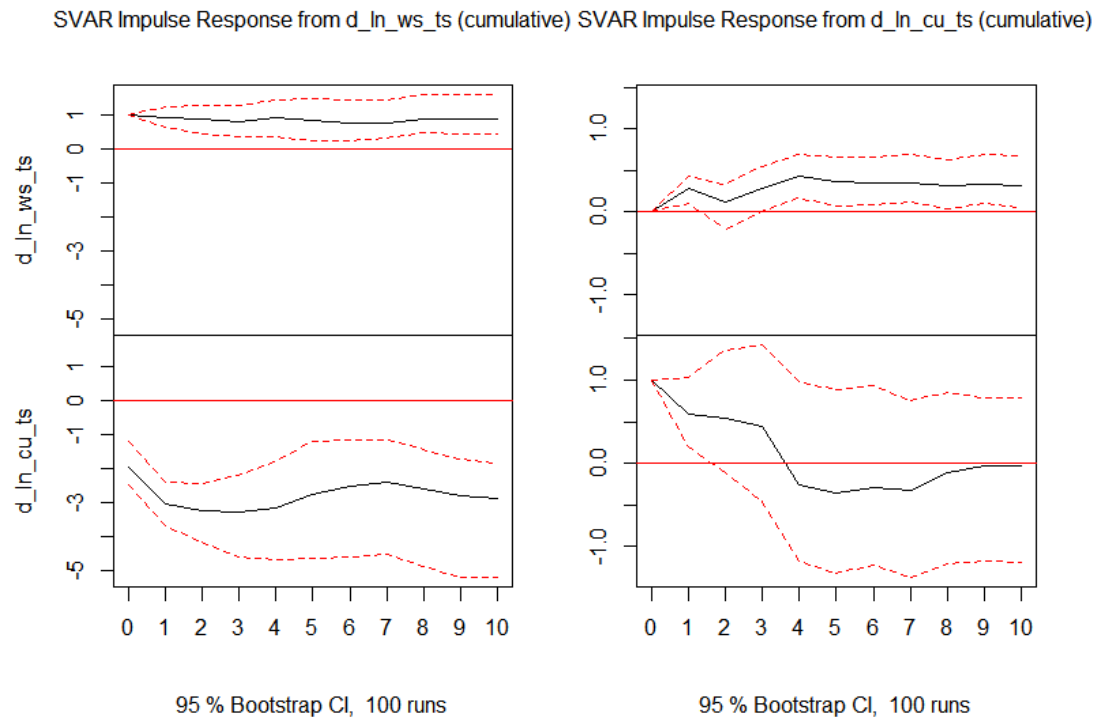 SVAR Impulse Response from d_ln_ws_ts (cumulative)
d_ln_ws_ts
1
0
-1
-3
-5
d_ln_cu_ts
1
0
-1
-3
-5
0 1 2 3 4 5 6 7 8 9 10
95 % Bootstrap CI, 100 runs
SVAR Impulse Response from d_ln_cu_ts (cumulative)
1.0
0.0
-1.0
1.0
0.0
-1.0
0 1 2 3 4 5 6 7 8 9 10
95 % Bootstrap CI, 100 runs